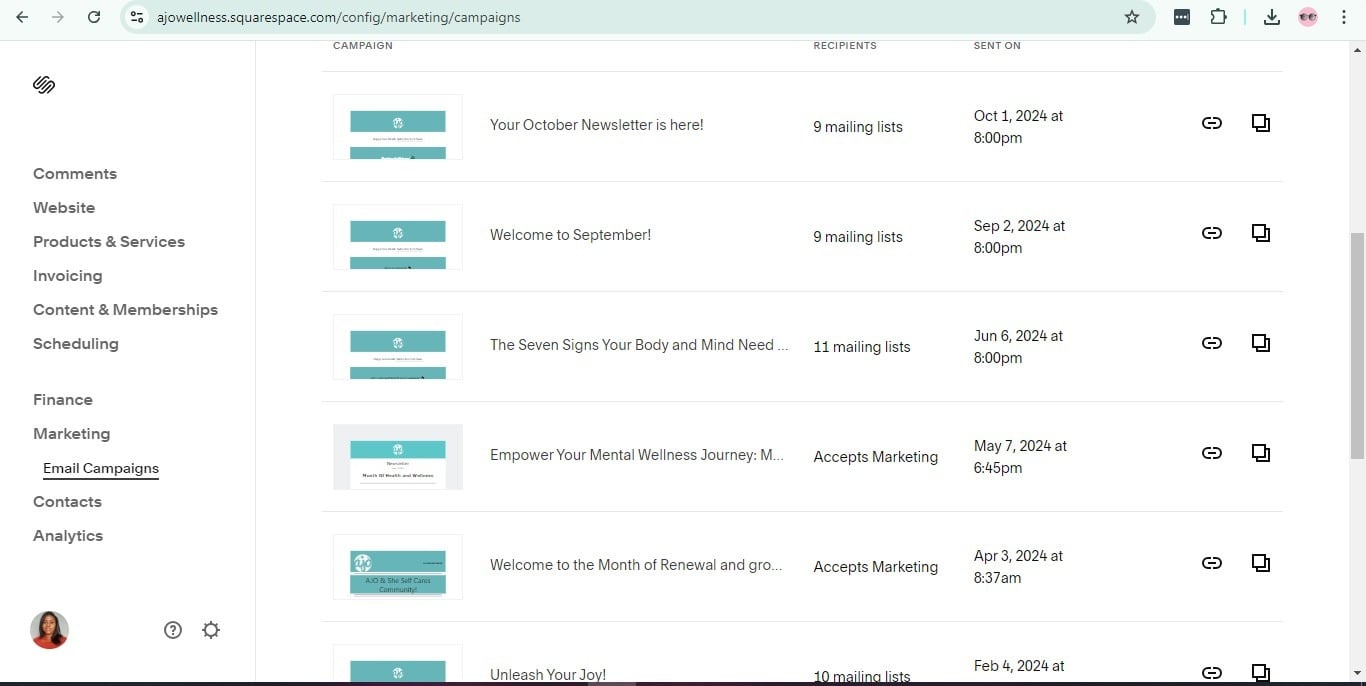 ajowellness.squarespace.com/config/marketing/campaigns
CAMPAIGN RECIPIENTS SENT ON
Comments
Website
Products & Services
Invoicing
Content & Memberships
Scheduling
Finance
Marketing
Email Campaigns
Contacts
Analytics
Your October Newsletter is here!
9 mailing lists
Oct 1, 2024 at
8:00pm
Welcome to September!
9 mailing lists
Sep 2, 2024 at
8:00pm
The Seven Signs Your Body and Mind Need ...
11 mailing lists
Jun 6, 2024 at
8:00pm
Newsletter
Month Of Health and Wellness
Empower Your Mental Wellness Journey: M...
Accepts Marketing
May 7, 2024 at
6:45pm
AJO & She Self Cares
Community!
Welcome to the Month of Renewal and gro...
Accepts Marketing
Apr 3, 2024 at
8:37am
Unleash Your Joy!
10 mailing lists
Feb 4, 2024 at